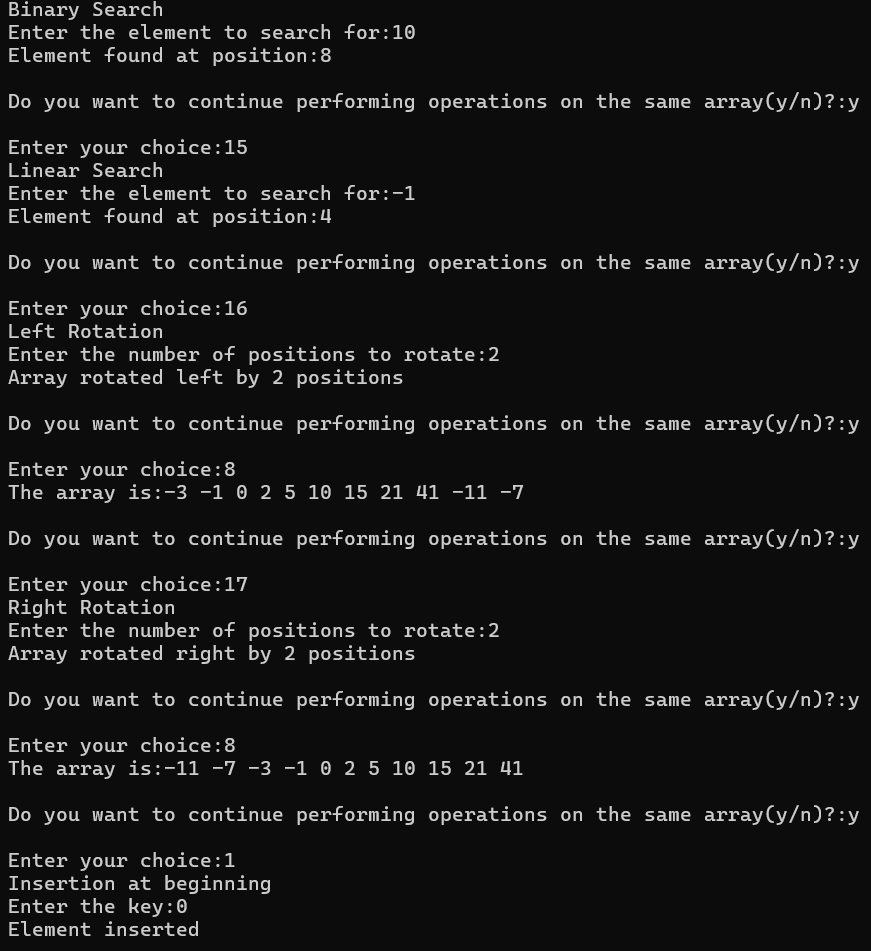 Binary Search
Enter the element to search for:10
Element found at position:8
Do you want to continue performing operations on the same array(y/n)?:y
Enter your choice:15
Linear Search
Enter the element to search for:-1
Element found at position:4
Do you want to continue performing operations on the same array(y/n)?:y
Enter your choice:16
Left Rotation
Enter the number of positions to rotate:2
Array rotated left by 2 positions
Do you want to continue performing operations on the same array(y/n)?:y
Enter your choice:8
The array is:-3 -1 0 2 5 10 15 21 41 -11 -7
Do you want to continue performing operations on the same array(y/n)?:y
Enter your choice:17
Right Rotation
Enter the number of positions to rotate:2
Array rotated right by 2 positions
Do you want to continue performing operations on the same array(y/n)?:y
Enter your choice:8
The array is:-11 -7 -3 -1 0 2 5 10 15 21 41
Do you want to continue performing operations on the same array(y/n)?:y
Enter your choice:1
Insertion at beginning
Enter the key:0
Element inserted